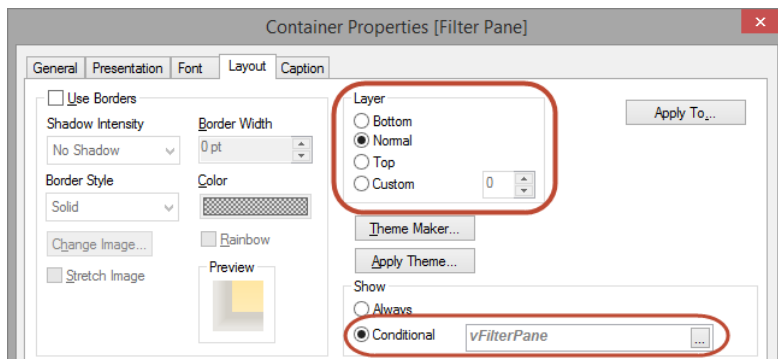 Container Properties [Filter Pane]
×
General Presentation Font Layout Caption
Use Borders
Shadow Intensity
Border Width
No Shadow
0 pt
Border Style
Color
Solid
Change Image...
Rainbow
Stretch Image
Preview
Layer
Bottom
Normal
Top
Custom
0
Apply To...
Theme Maker...
Apply Theme...
Show
Always
Conditional
vFilterPane
...